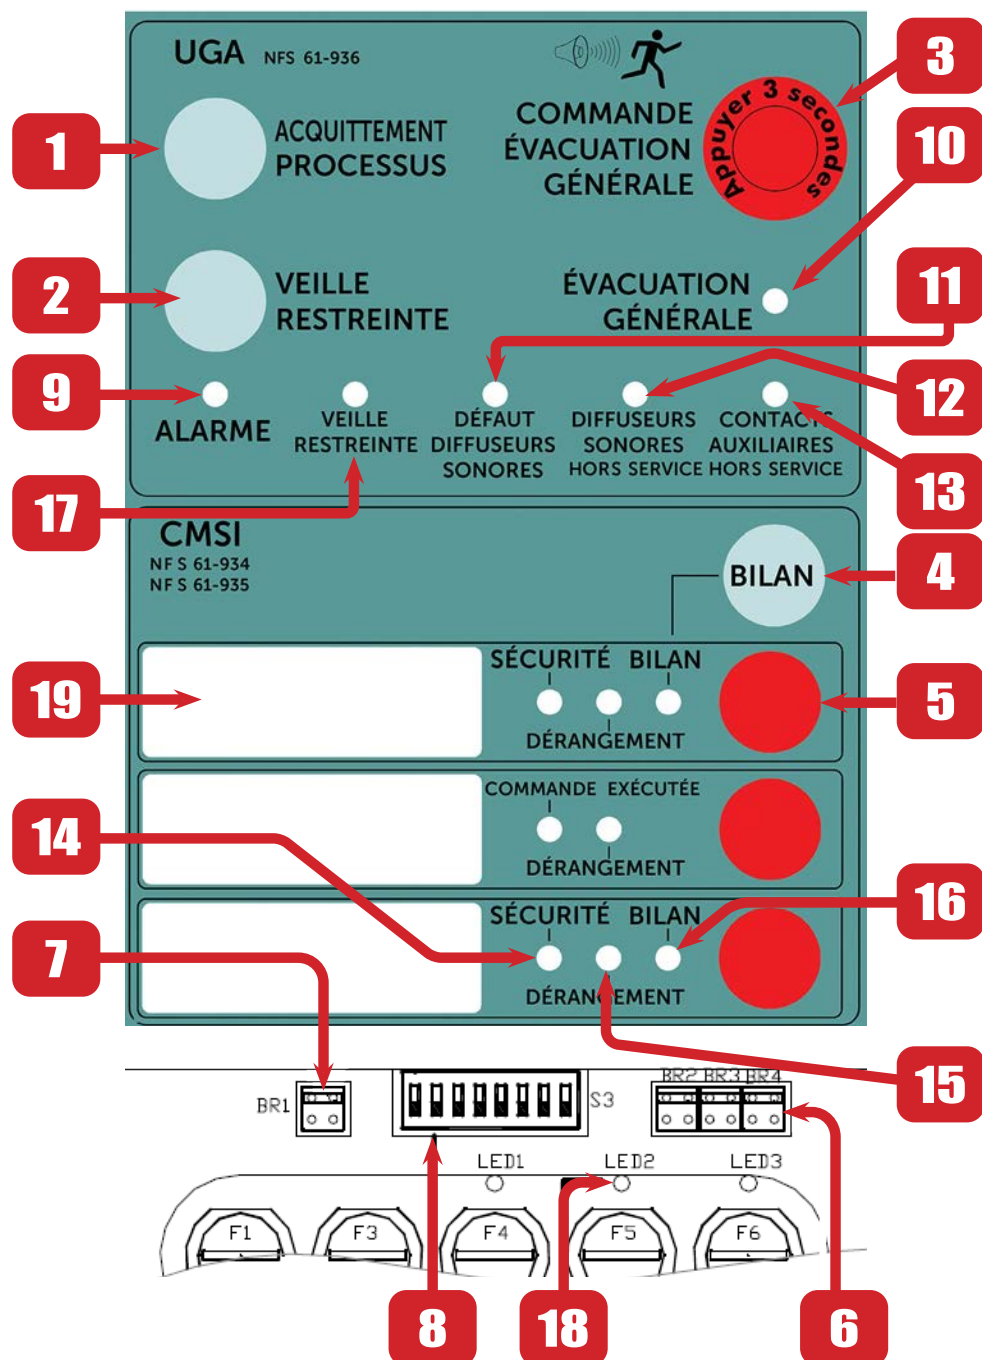 UGA NFS 61-936
3
1
ACQUITTEMENT
PROCESSUS
COMMANDE
ÉVACUATION
GÉNÉRALE
Appuyer 3 secondes
10
2
VEILLE
RESTREINTE
ÉVACUATION
GÉNÉRALE
11
9
ALARME
VEILLE
RESTREINTE
DÉFAUT
DIFFUSEURS
SONORES
DIFFUSEURS
SONORES
HORS SERVICE
CONTACTS
AUXILIAIRES
HORS SERVICE
12
17
13
CMSI
NF S 61-934
NF S 61-935
BILAN
4
19
SÉCURITÉ BILAN
DÉRANGEMENT
5
COMMANDE EXÉCUTÉE
DÉRANGEMENT
14
SÉCURITÉ BILAN
DÉRANGEMENT
16
7
15
BR1
S3
BR2 BR3 BR4
LED1 LED2 LED3
F1 F3 F4 F5 F6
8 18 6